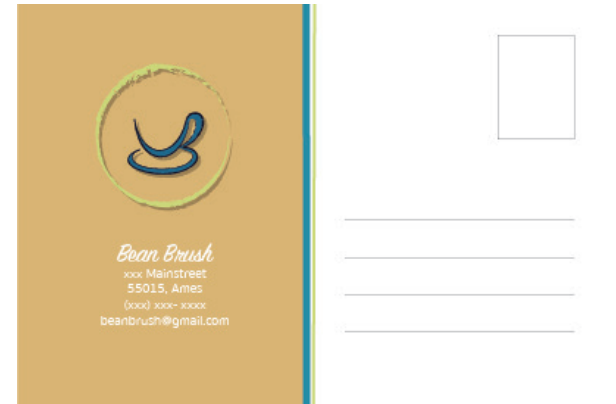 Bean Brush
xxx Mainstreet
55015, Ames
(xxx) xxx- xxxx
beanbrush@gmail.com